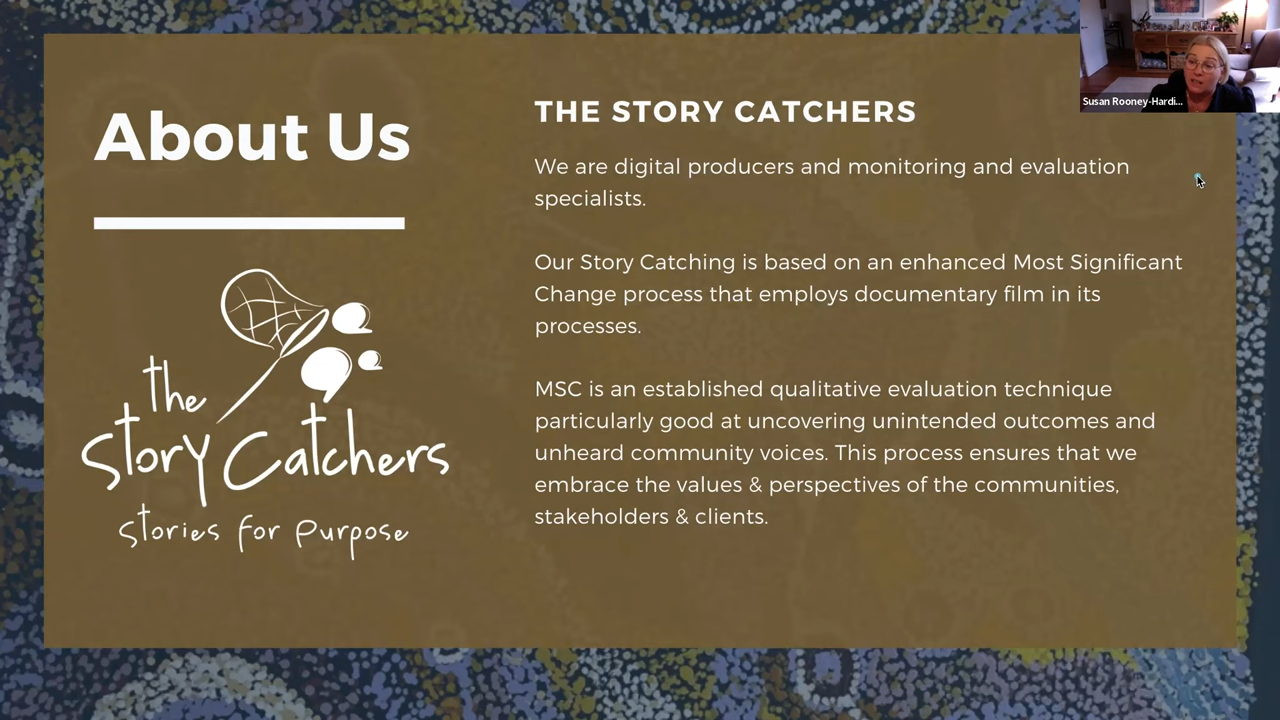 About Us
the
Story Catchers
stories for purpose
THE STORY CATCHERS
We are digital producers and monitoring and evaluation
specialists.
Our Story Catching is based on an enhanced Most Significant
Change process that employs documentary film in its
processes.
MSC is an established qualitative evaluation technique
particularly good at uncovering unintended outcomes and
unheard community voices. This process ensures that we
embrace the values & perspectives of the communities,
stakeholders & clients.
Susan Rooney-Hardi...